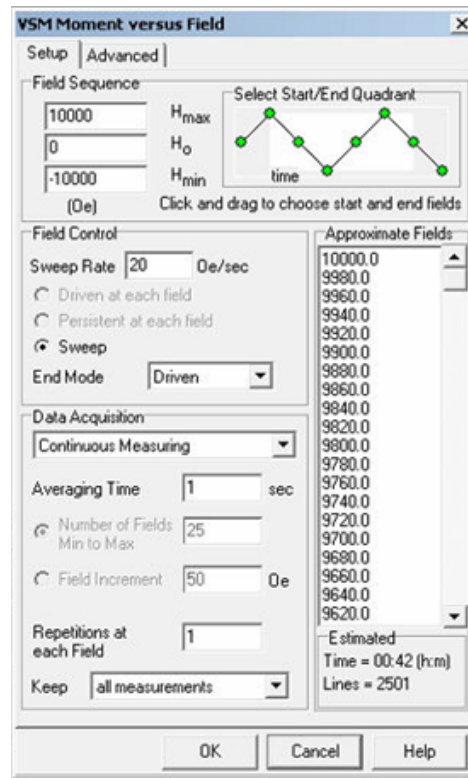 VSM Moment versus Field
Setup Advanced
Field Sequence
10000 Hmax
0 Ho
-10000 Hmin
(Oe)
Select Start/End Quadrant
time
Click and drag to choose start and end fields
Field Control
Sweep Rate 20 Oe/sec
Driven at each field
Persistent at each field
Sweep
End Mode Driven
Data Acquisition
Continuous Measuring
Averaging Time 1 sec
Number of Fields
Min to Max
25
Field Increment 50 Oe
Repetitions at
each Field
1
Keep all measurements
Approximate Fields
10000.0
9980.0
9960.0
9940.0
9920.0
9900.0
9880.0
9860.0
9840.0
9820.0
9800.0
9780.0
9760.0
9740.0
9720.0
9700.0
9680.0
9660.0
9640.0
9620.0
Estimated
Time = 00:42 (h:m)
Lines = 2501
OK Cancel Help